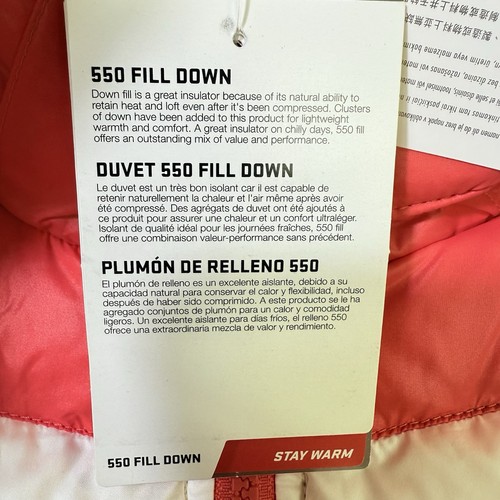 550 FILL DOWN
Down fill is a great insulator because of its natural ability to
retain heat and loft even after it's been compressed. Clusters
of down have been added to this product for lightweight
warmth and comfort. A great insulator on chilly days, 550 fill
offers an outstanding mix of value and performance.
DUVET 550 FILL DOWN
Le duvet est un très bon isolant car il est capable de
retenir naturellement la chaleur et l'air même après avoir
été compressé. Des agrégats de duvet ont été ajoutés à
ce produit pour assurer une chaleur et un confort ultraléger.
Isolant de qualité idéal pour les journées fraîches, 550 fill
offre une combinaison valeur-performance sans précédent.
PLUMÓN DE RELLENO 550
El plumón de relleno es un excelente aislante, debido a su
capacidad natural para conservar el calor y flexibilidad, incluso
después de haber sido comprimido. A este producto se le ha
agregado conjuntos de plumón para un calor y comodidad
ligeros. Un excelente aislante para días fríos, el relleno 550
ofrece una extraordinaria mezcla de valor y rendimiento.
550 FILL DOWN
STAY WARM